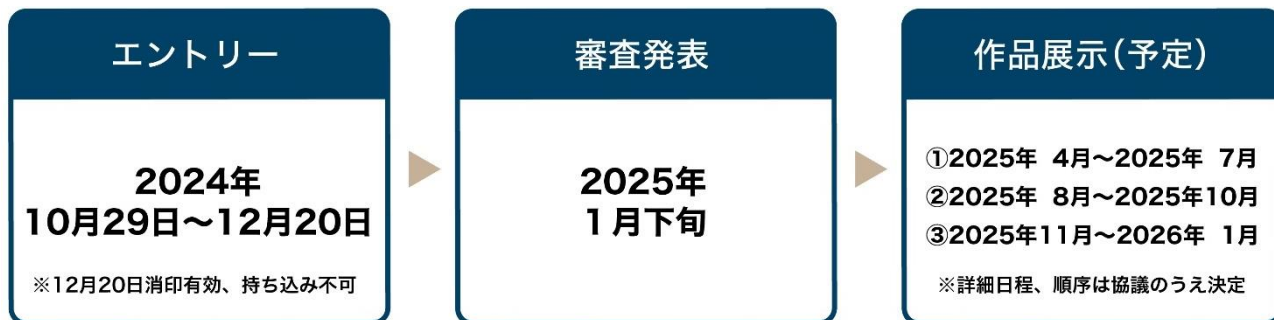 エントリー
2024年
10月29日〜12月20日
※12月20日消印有効、持ち込み不可
審査発表
2025年
1月下旬
作品展示(予定)
①2025年 4月〜2025年 7月
②2025年 8月〜2025年10月
③2025年11月〜2026年 1月
※詳細日程、順序は協議のうえ決定